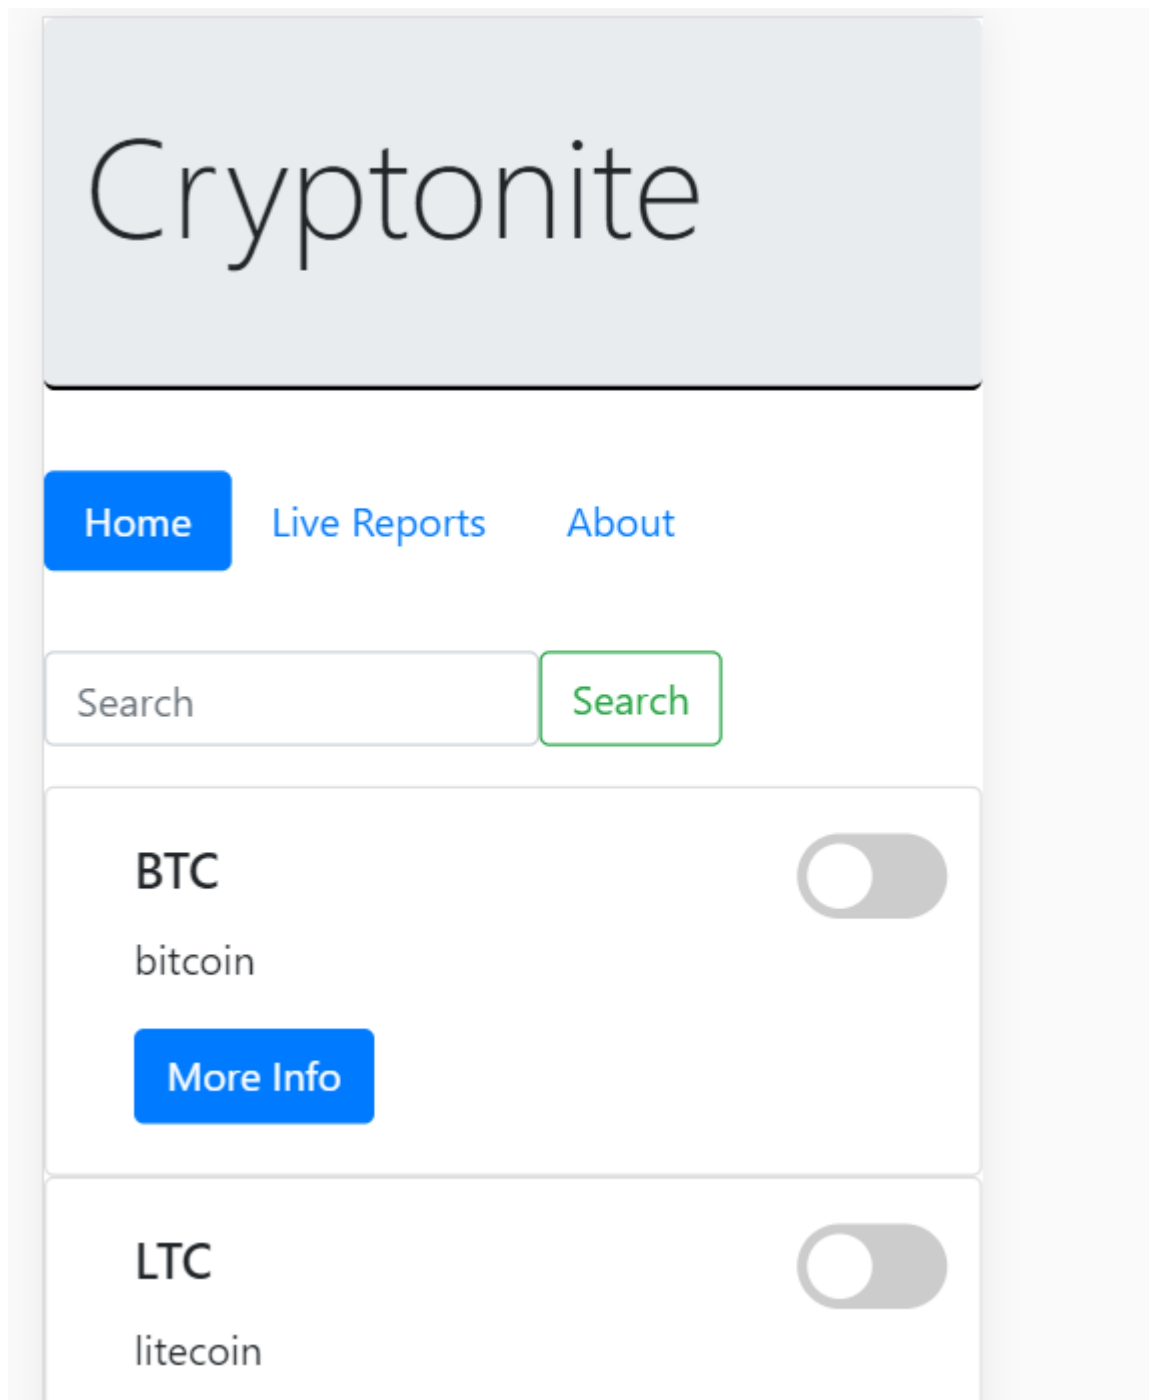 Cryptonite
Home Live Reports About
Search Search
BTC
bitcoin
More Info
LTC
litecoin